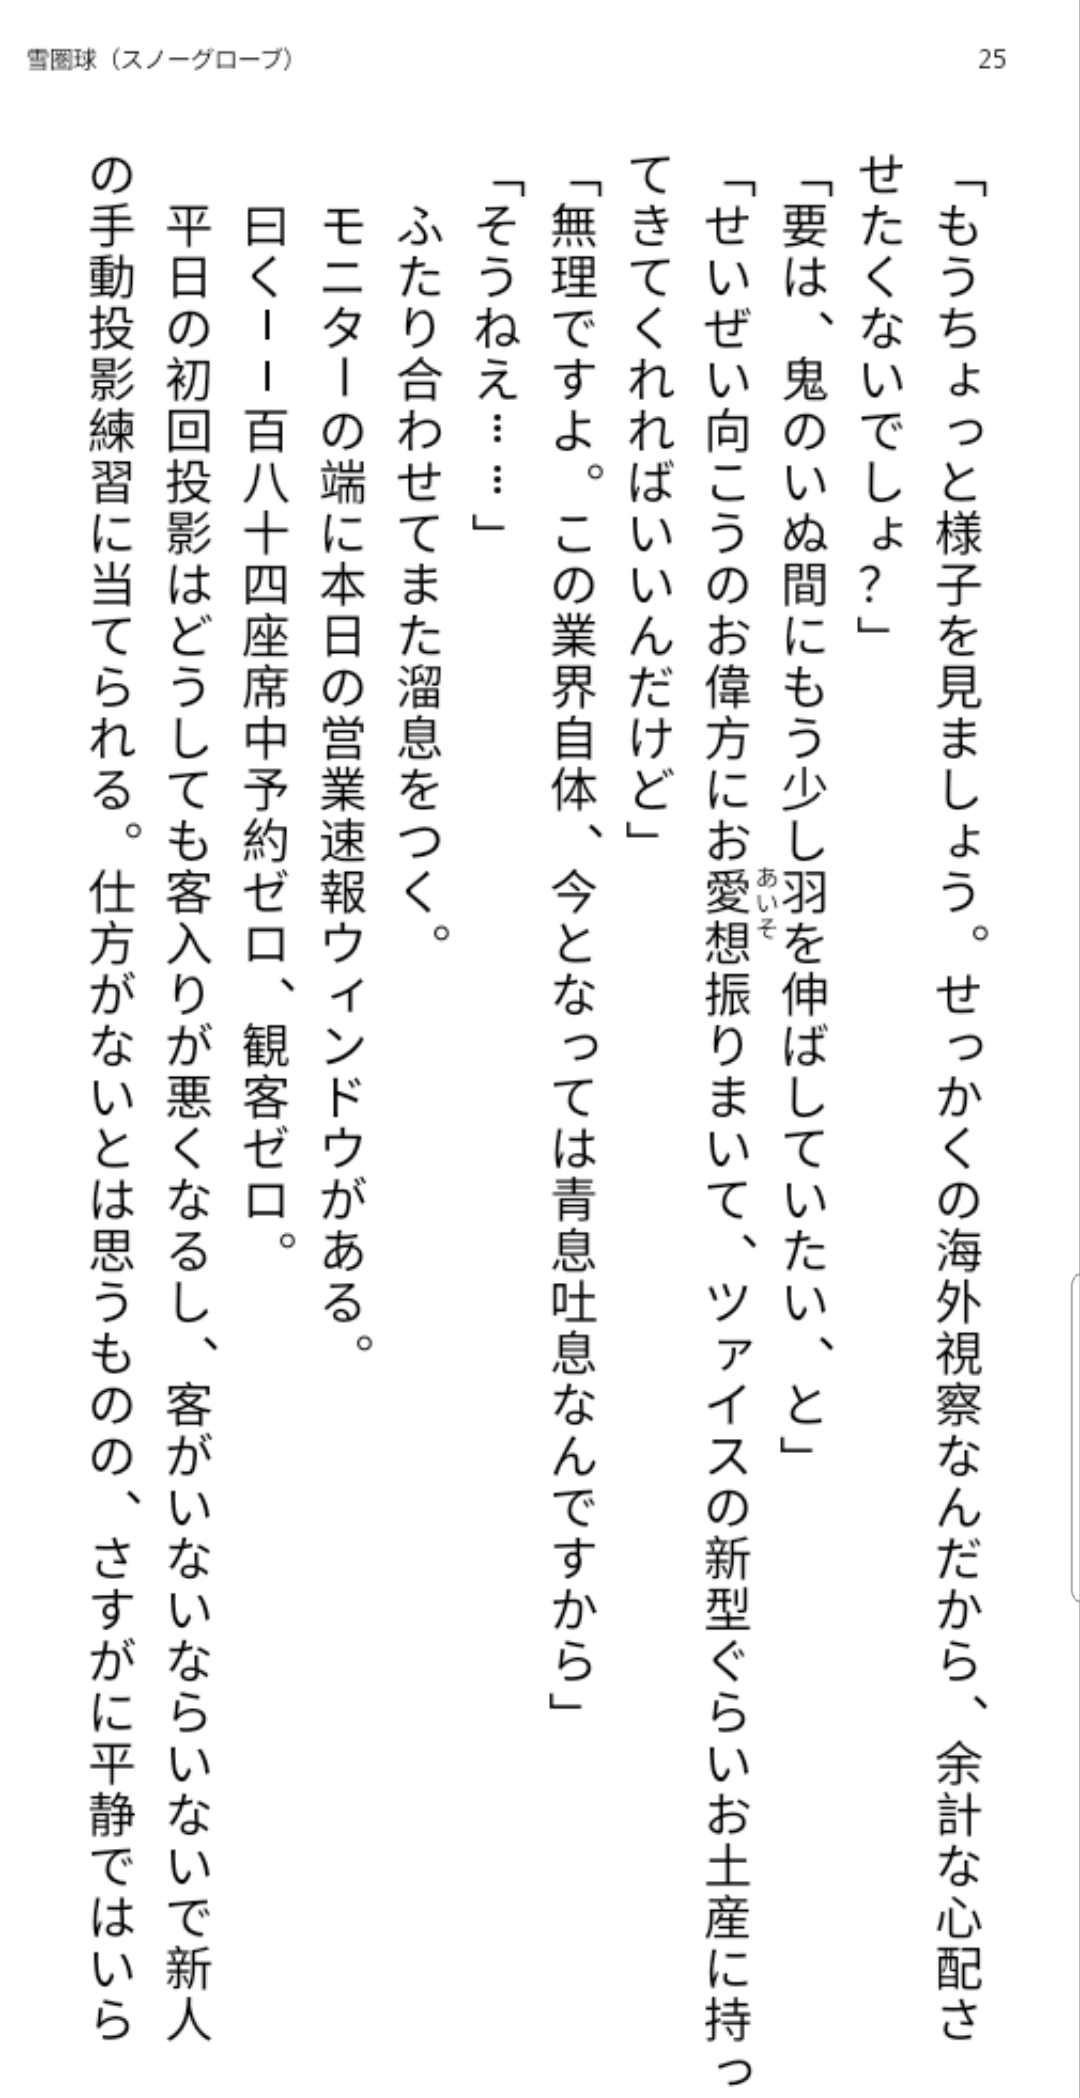 雪圏球（スノーグローブ）
25
「もうちょっと様子を見ましょう。せっかくの海外視察なんだから、余計な心配さ
せたくないでしょ？」
「要は、鬼のいぬ間にもう少し羽を伸ばしていたい、と」
「せいぜい向こうのお偉方にお愛想振りまいて、ツァイスの新型ぐらいお土産に持っ
あいそ
てきてくれればいいんだけど」
「無理ですよ。この業界自体、今となっては青息吐息なんですから」
「そうねえ……」
ふたり合わせてまた溜息をつく。
モニターの端に本日の営業速報ウィンドウがある。
曰くーー百八十四座席中予約ゼロ、観客ゼロ。
平日の初回投影はどうしても客入りが悪くなるし、客がいないならいないで新人
の手動投影練習に当てられる。仕方がないとは思うものの、さすがに平静ではいら